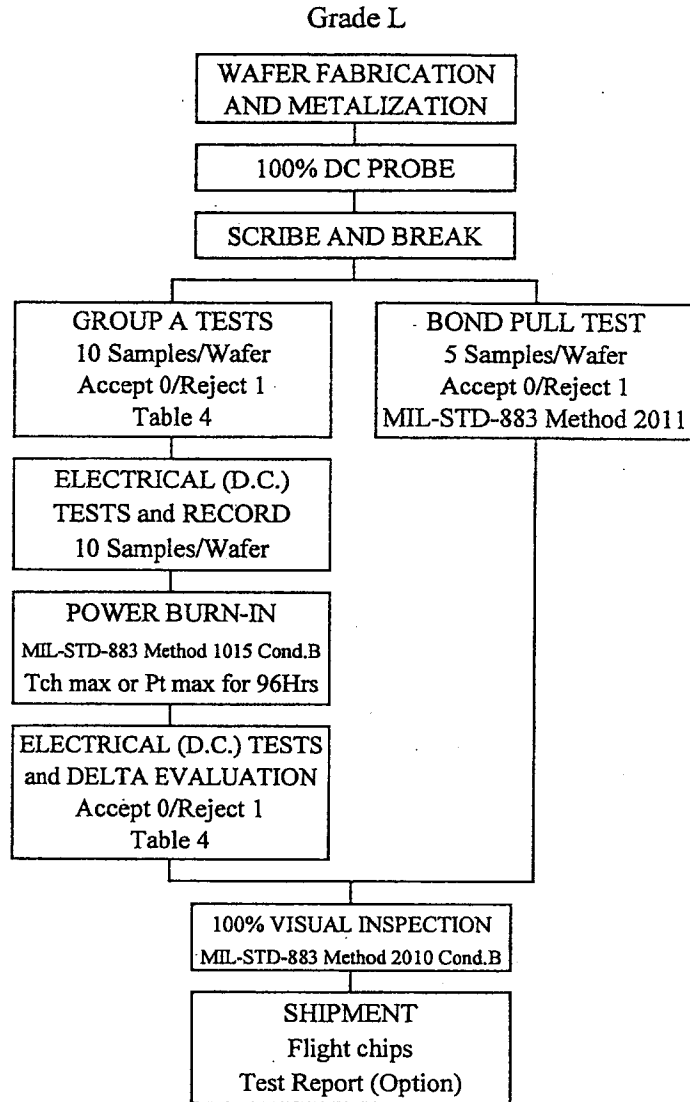 Grade L
WAFER FABRICATION
AND METALIZATION
100% DC PROBE
SCRIBE AND BREAK
GROUP A TESTS
10 Samples/Wafer
Accept 0/Reject 1
Table 4
BOND PULL TEST
5 Samples/Wafer
Accept 0/Reject 1
MIL-STD-883 Method 2011
ELECTRICAL (D.C.)
TESTS and RECORD
10 Samples/Wafer
POWER BURN-IN
MIL-STD-883 Method 1015 Cond.B
Tch max or Pt max for 96Hrs
ELECTRICAL (D.C.) TESTS
and DELTA EVALUATION
Accept 0/Reject 1
Table 4
100% VISUAL INSPECTION
MIL-STD-883 Method 2010 Cond.B
SHIPMENT
Flight chips
Test Report (Option)